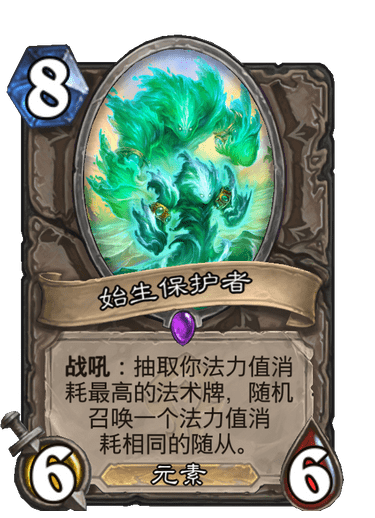 8
始生保护者
战吼：抽取你法力值消
耗最高的法术牌，随机
召唤一个法力值消
耗相同的随从。
6
元素
6